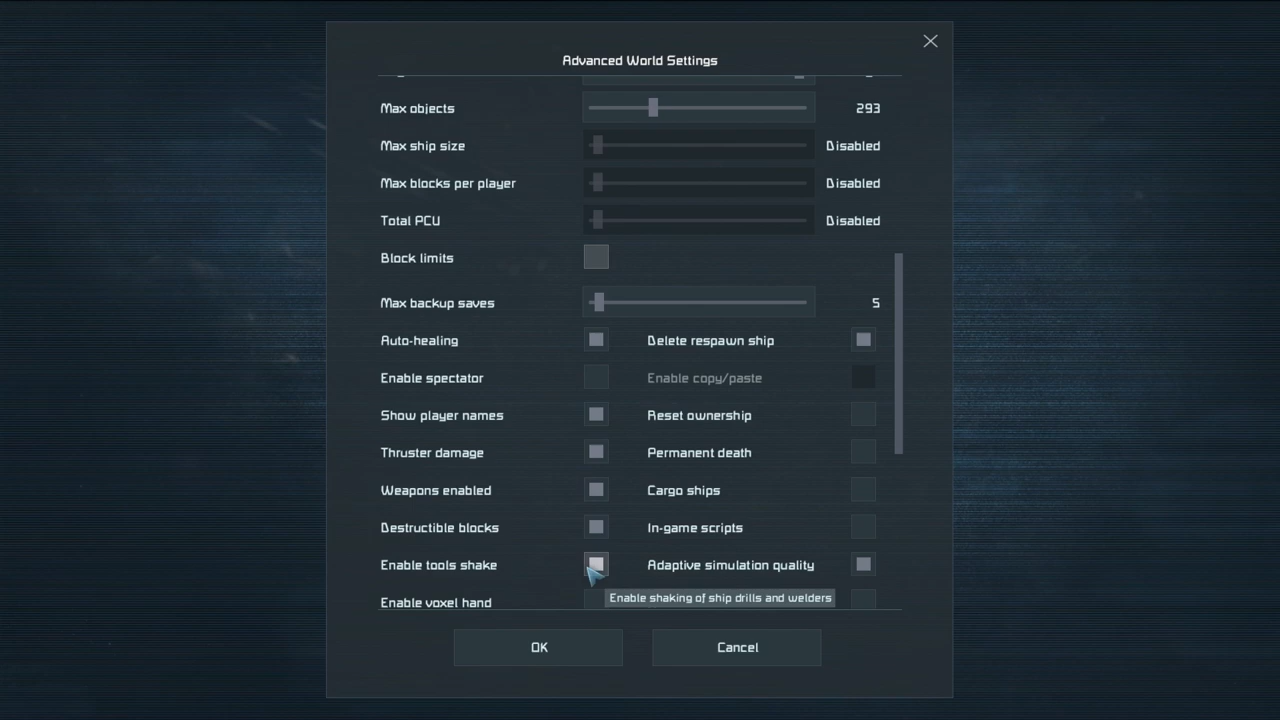 Advanced World Settings
Max objects 293
Max ship size Disabled
Max blocks per player Disabled
Total PCU Disabled
Block limits
Max backup saves 5
Auto-healing Delete respawn ship
Enable spectator Enable copy/paste
Show player names Reset ownership
Thruster damage Permanent death
Weapons enabled Cargo ships
Destructible blocks In-game scripts
Enable tools shake Adaptive simulation quality
Enable voxel hand Enable shaking of ship drills and welders
OK Cancel